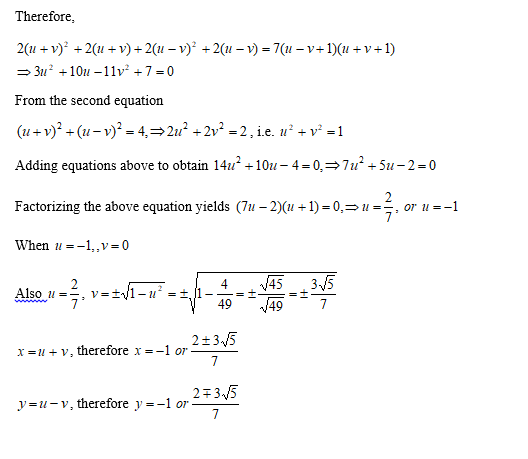 Therefore,
2(u + v)² + 2(u + v) + 2(u − v)² + 2(u − v) = 7(u − v + 1)(u + v + 1)
⇒ 3u² + 10u − 11v² + 7 = 0
From the second equation
(u + v)² + (u − v)² = 4, ⇒ 2u² + 2v² = 2, i.e. u² + v² = 1
Adding equations above to obtain 14u² + 10u − 4 = 0, ⇒ 7u² + 5u − 2 = 0
Factorizing the above equation yields (7u − 2)(u + 1) = 0, ⇒ u = 2/7, or u = −1
When u = −1,, v = 0
Also u = 2/7, v = ±√(1 − u²) = ±√(1 − 4/49) = ±√45/√49 = ±3√5/7
x = u + v, therefore x = −1 or (2 ± 3√5)/7
y = u − v, therefore y = −1 or (2 ∓ 3√5)/7